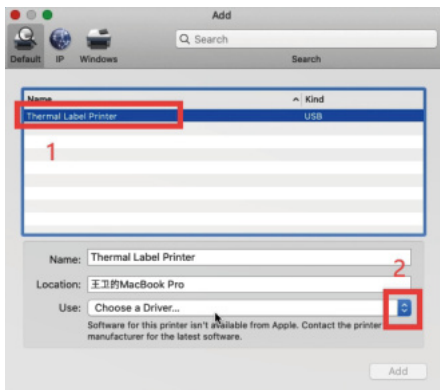 Add
Search
Default IP Windows
Search
Name Kind
Thermal Label Printer USB
1
Name: Thermal Label Printer
2
Location: 王卫的MacBook Pro
Use: Choose a Driver...
Software for this printer isn't available from Apple. Contact the printer
manufacturer for the latest software.
Add